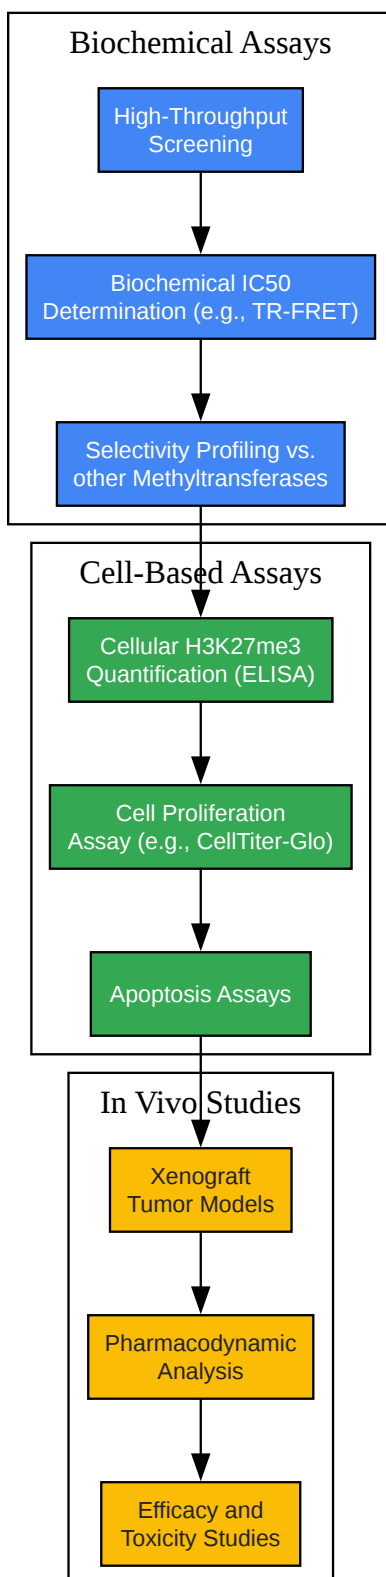 Biochemical Assays
High-Throughput
Screening
Biochemical IC50
Determination (e.g., TR-FRET)
Selectivity Profiling vs.
other Methyltransferases
Cell-Based Assays
Cellular H3K27me3
Quantification (ELISA)
Cell Proliferation
Assay (e.g., CellTiter-Glo)
Apoptosis Assays
In Vivo Studies
Xenograft
Tumor Models
Pharmacodynamic
Analysis
Efficacy and
Toxicity Studies